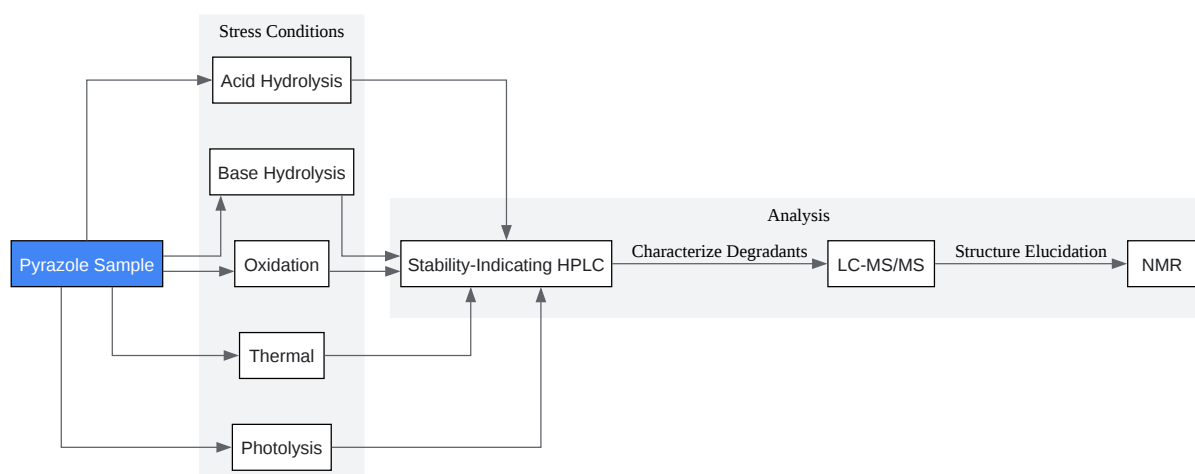 Stress Conditions
Acid Hydrolysis
Base Hydrolysis
Analysis
Pyrazole Sample
Oxidation
Stability-Indicating HPLC
Characterize Degradants
LC-MS/MS
Structure Elucidation
NMR
Thermal
Photolysis